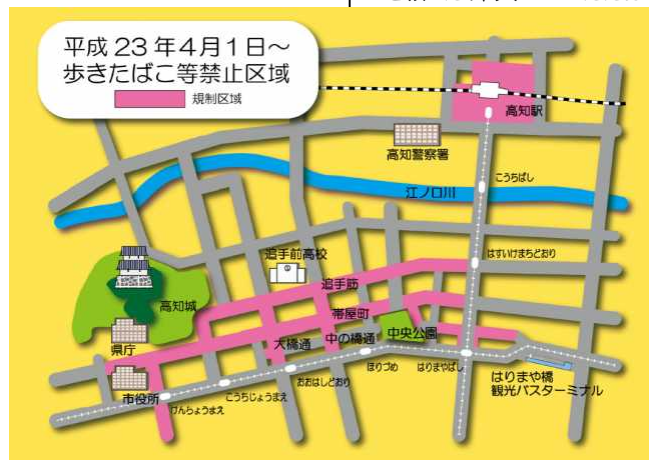 平成23年4月1日～
歩きたばこ等禁止区域
規制区域
高知駅
高知警察署
こうちばし
江ノ口川
はすいけまちどおり
追手前高校
追手筋
高知城
帯屋町
県庁
大橋通
中の橋通
中央公園
ほりづめ
はりまやばし
おおはしどおり
はりまや橋
観光バスターミナル
こうちじょうまえ
市役所
けんちょうまえ